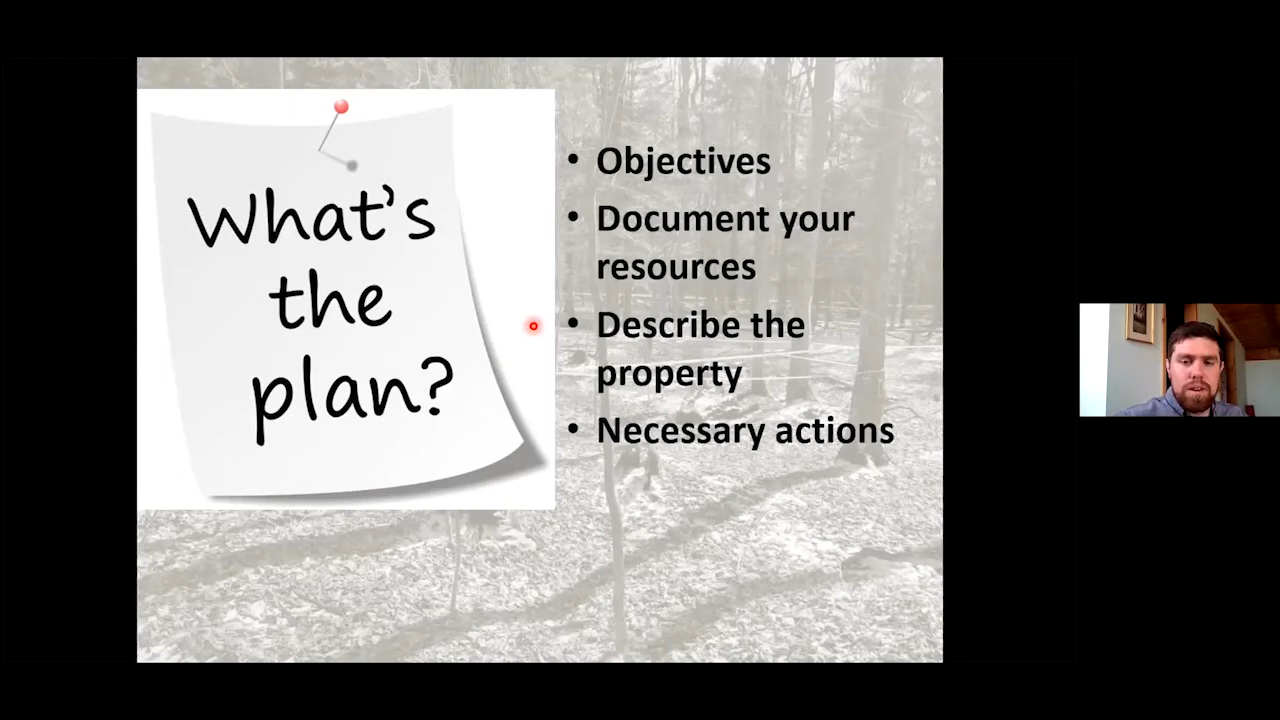 What's
the
plan?
• Objectives
• Document your
resources
• Describe the
property
• Necessary actions